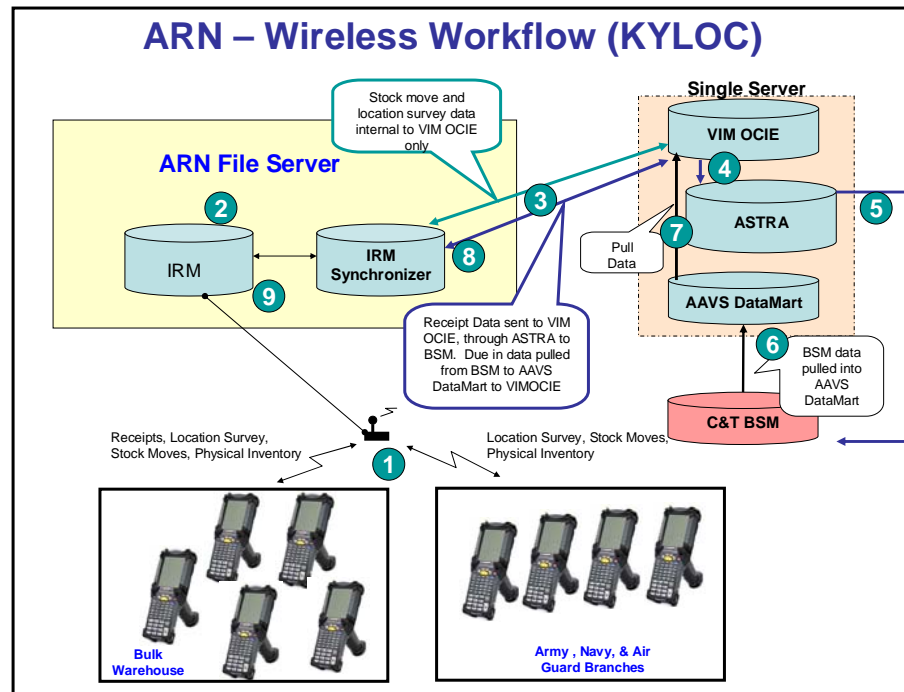 ARN – Wireless Workflow (KYLOC)
Stock move and
location survey data
internal to VIM OCIE
only
Single Server
VIM OCIE
4
ARN File Server
ASTRA
5
2
3
7
Pull
Data
IRM
IRM
Synchronizer
8
9
AAVS DataMart
Receipt Data sent to VIM
OCIE, through ASTRA to
BSM. Due in data pulled
from BSM to AAVS
DataMart to VIMOCIE
6
BSM data
pulled into
AAVS
DataMart
C&T BSM
Receipts, Location Survey,
Stock Moves, Physical Inventory
1
Location Survey, Stock Moves,
Physical Inventory
Bulk
Warehouse
Army , Navy, & Air
Guard Branches